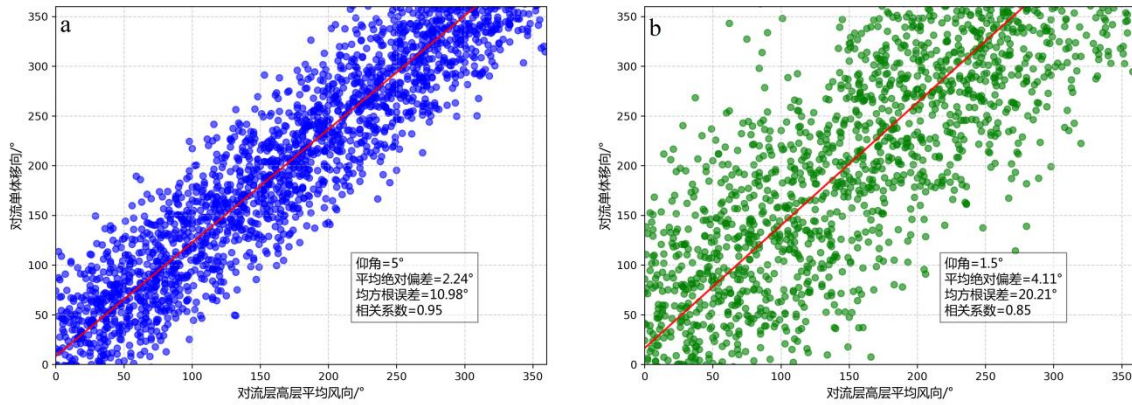 a
350
300
250
200
150
100
50
0
对流单体移向/°
0 50 100 150 200 250 300 350
对流层高层平均风向/°
仰角=5°
平均绝对偏差=2.24°
均方根误差=10.98°
相关系数=0.95
b
350
300
250
200
150
100
50
0
对流单体移向/°
0 50 100 150 200 250 300 350
对流层高层平均风向/°
仰角=1.5°
平均绝对偏差=4.11°
均方根误差=20.21°
相关系数=0.85